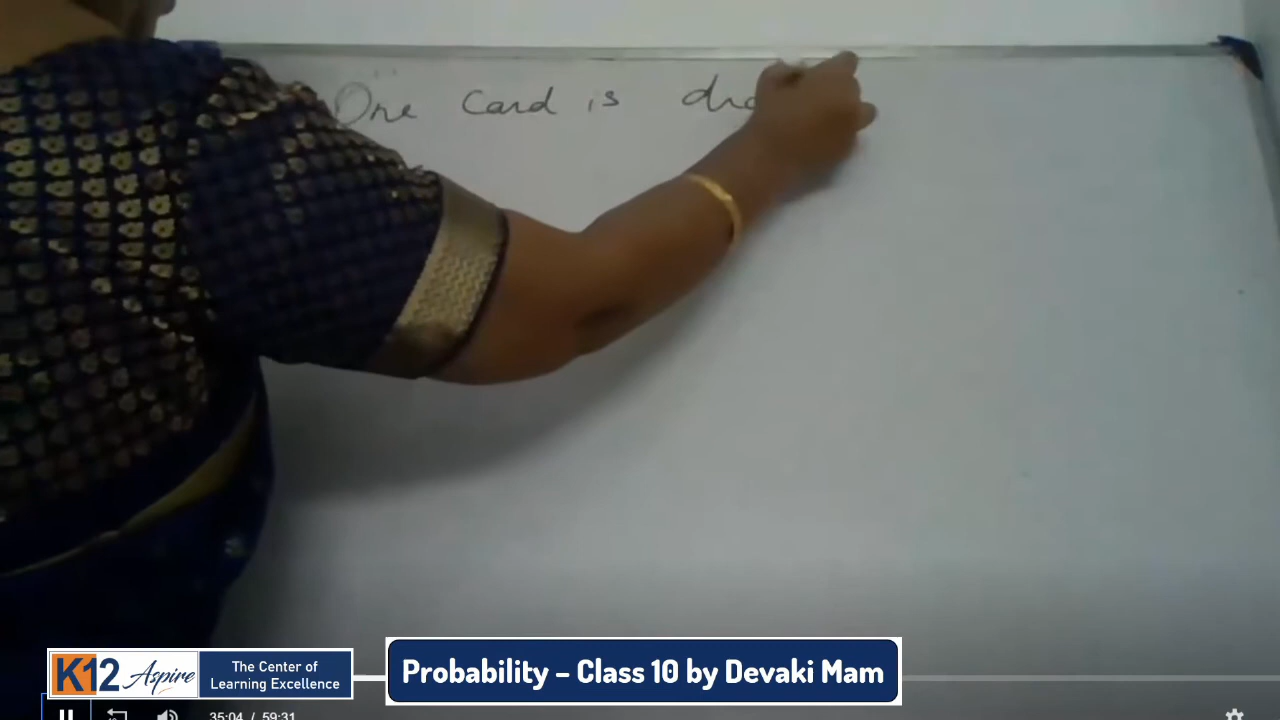 One card is
K12 Aspire
The Center of
Learning Excellence
Probability – Class 10 by Devaki Mam
35:04 / 59:31